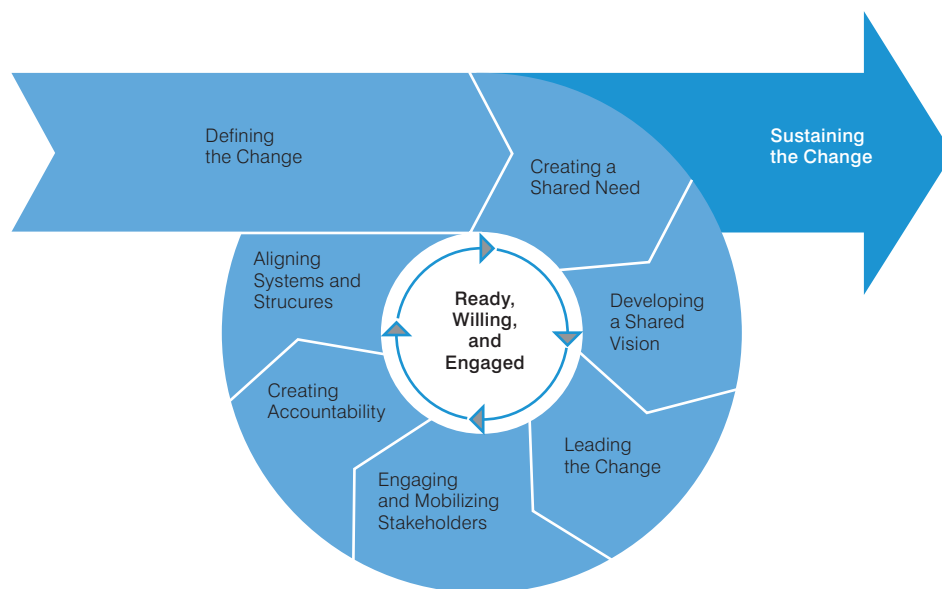 Defining
the Change
Sustaining
the Change
Creating a
Shared Need
Developing
a Shared
Vision
Leading
the Change
Engaging
and Mobilizing
Stakeholders
Creating
Accountability
Aligning
Systems and
Strucures
Ready,
Willing,
and
Engaged